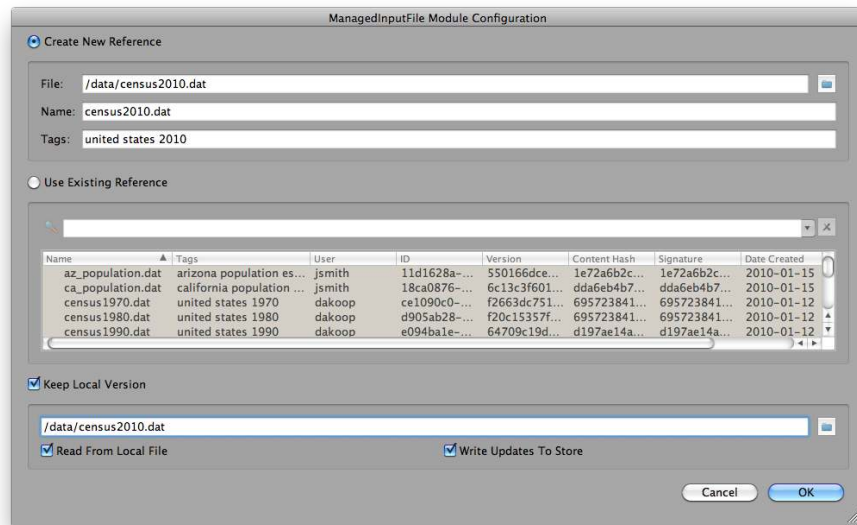 ManagedInputFile Module Configuration
Create New Reference
File: /data/census2010.dat
Name: census2010.dat
Tags: united states 2010
Use Existing Reference
Name Tags User ID Version Content Hash Signature Date Created
az_population.dat arizona population es... jsmith 11d1628a-... 550166dce... 1e72a6b2c... 1e72a6b2c... 2010-01-15
ca_population.dat california population ... jsmith 18ca0876-... 6c13c3f601... dda6eb4b7... dda6eb4b7... 2010-01-15
census1970.dat united states 1970 dakoop ce1090c0-... f2663dc751... 695723841... 695723841... 2010-01-12
census1980.dat united states 1980 dakoop d905ab28-... f20c15357f... 695723841... 695723841... 2010-01-12
census1990.dat united states 1990 dakoop e094ba1e-... 64709c19d... d197ae14a... d197ae14a... 2010-01-12
Keep Local Version
/data/census2010.dat
Read From Local File Write Updates To Store
Cancel OK